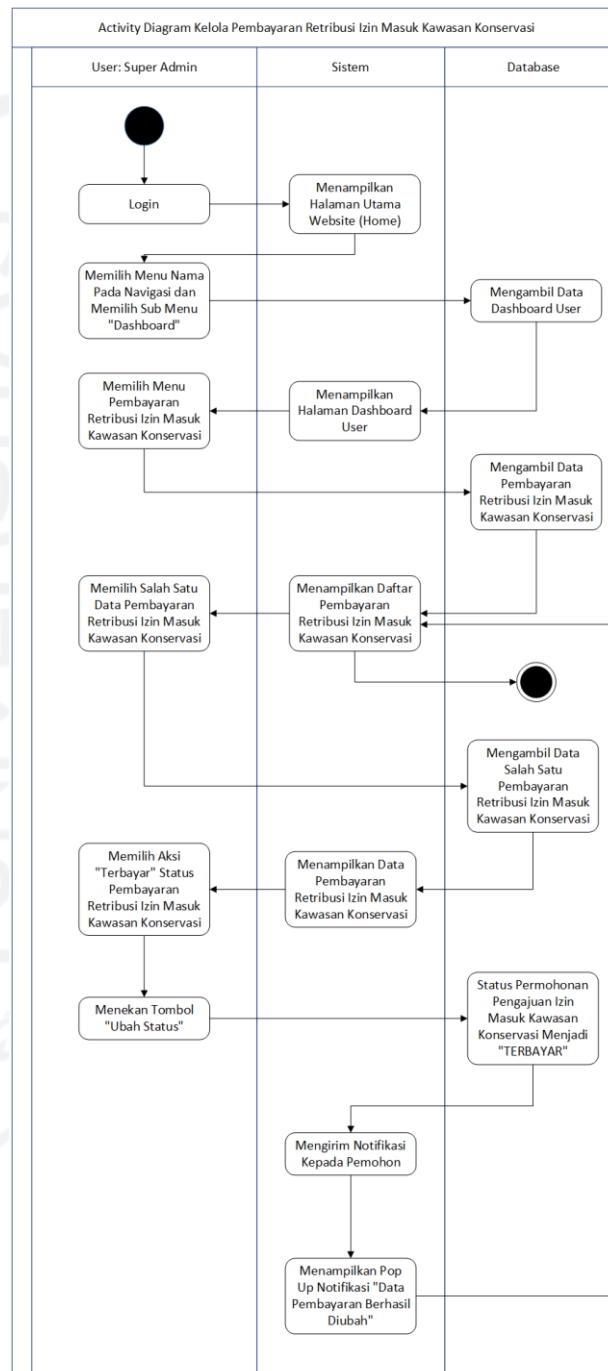 Activity Diagram Kelola Pembayaran Retribusi Izin Masuk Kawasan Konservasi
User: Super Admin
Sistem
Database
Login
Menampilkan
Halaman Utama
Website (Home)
Memilih Menu Nama
Pada Navigasi dan
Memilih Sub Menu
"Dashboard"
Mengambil Data
Dashboard User
Memilih Menu
Pembayaran
Retribusi Izin Masuk
Kawasan Konservasi
Menampilkan
Halaman Dashboard
User
Mengambil Data
Pembayaran
Retribusi Izin Masuk
Kawasan Konservasi
Memilih Salah Satu
Data Pembayaran
Retribusi Izin Masuk
Kawasan Konservasi
Menampilkan Daftar
Pembayaran
Retribusi Izin Masuk
Kawasan Konservasi
Mengambil Data
Salah Satu
Pembayaran
Retribusi Izin Masuk
Kawasan Konservasi
Memilih Aksi
"Terbayar" Status
Pembayaran
Retribusi Izin Masuk
Kawasan Konservasi
Menampilkan Data
Pembayaran
Retribusi Izin Masuk
Kawasan Konservasi
Menekan Tombol
"Ubah Status"
Status Permohonan
Pengajuan Izin
Masuk Kawasan
Konservasi Menjadi
"TERBAYAR"
Mengirim Notifikasi
Kepada Pemohon
Menampilkan Pop
Up Notifikasi "Data
Pembayaran Berhasil
Diubah"